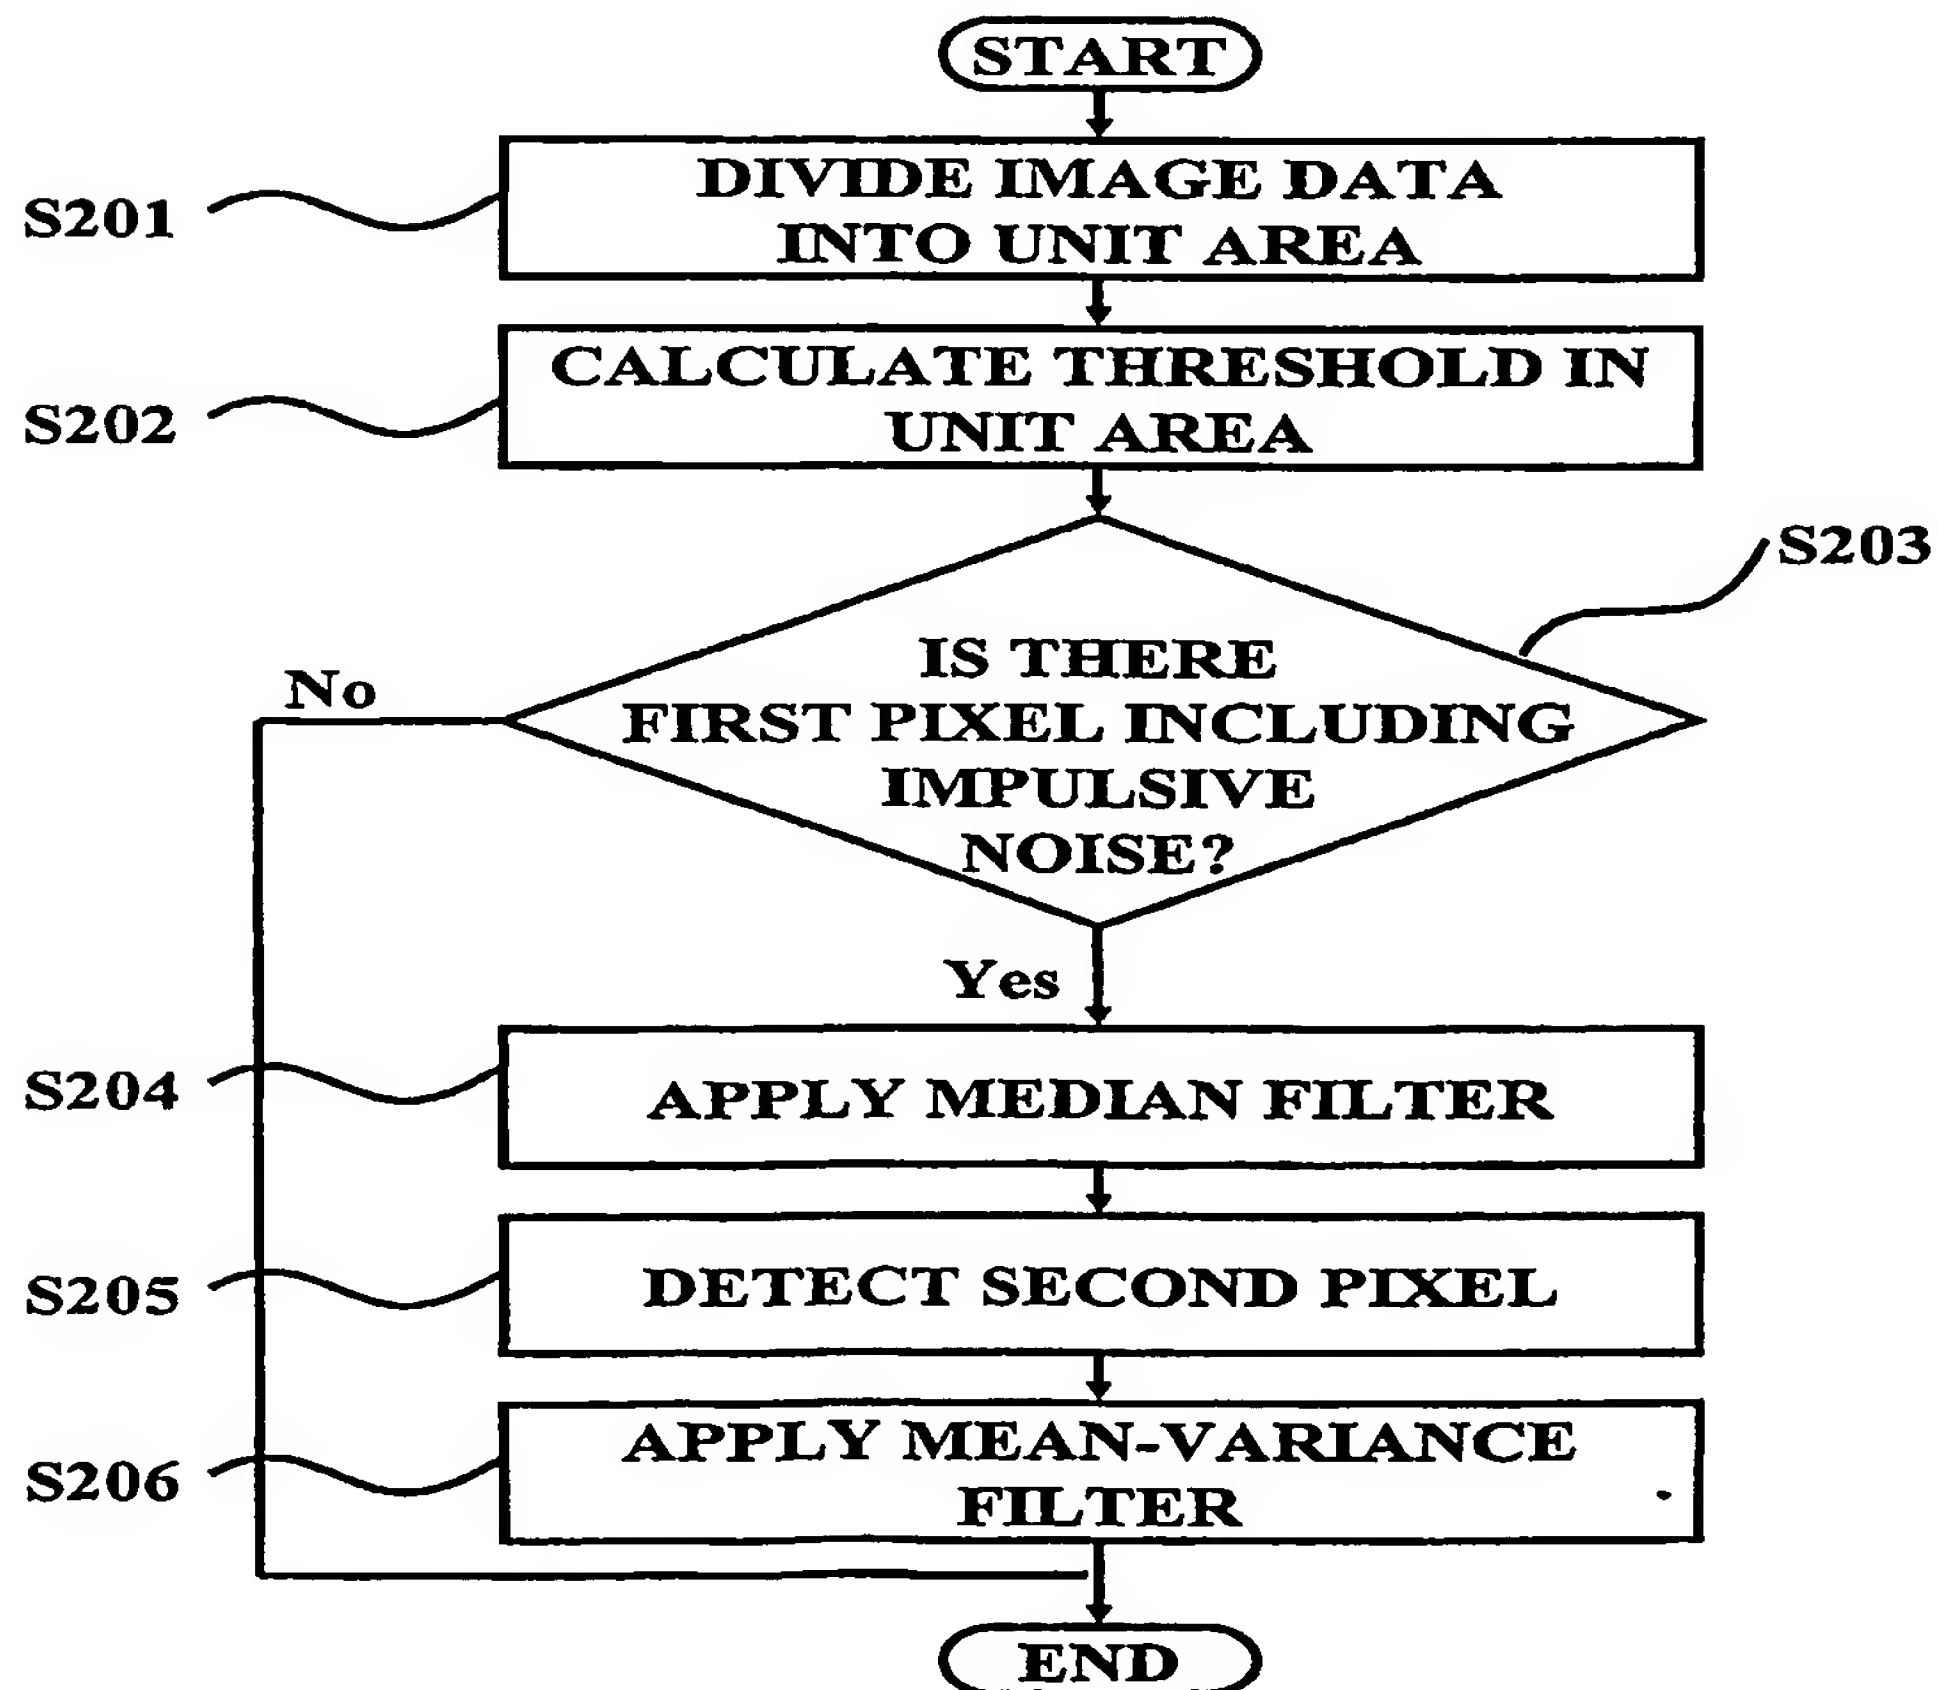 START
DIVIDE IMAGE DATA
INTO UNIT AREA
S201
CALCULATE THRESHOLD IN
UNIT AREA
S202
S203
IS THERE
FIRST PIXEL INCLUDING
IMPULSIVE
NOISE?
No
Yes
S204
APPLY MEDIAN FILTER
S205
DETECT SECOND PIXEL
S206
APPLY MEAN-VARIANCE
FILTER
END